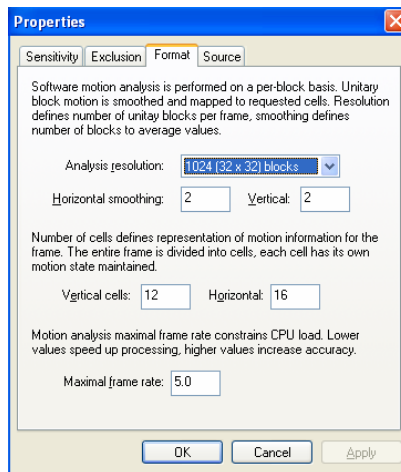 Properties
Sensitivity Exclusion Format Source
Software motion analysis is performed on a per-block basis. Unitary
block motion is smoothed and mapped to requested cells. Resolution
defines number of unitay blocks per frame, smoothing defines
number of blocks to average values.
Analysis resolution: 1024 (32 x 32) blocks
Horizontal smoothing: 2 Vertical: 2
Number of cells defines representation of motion information for the
frame. The entire frame is divided into cells, each cell has its own
motion state maintained.
Vertical cells: 12 Horizontal: 16
Motion analysis maximal frame rate constrains CPU load. Lower
values speed up processing, higher values increase accuracy.
Maximal frame rate: 5.0
OK Cancel Apply